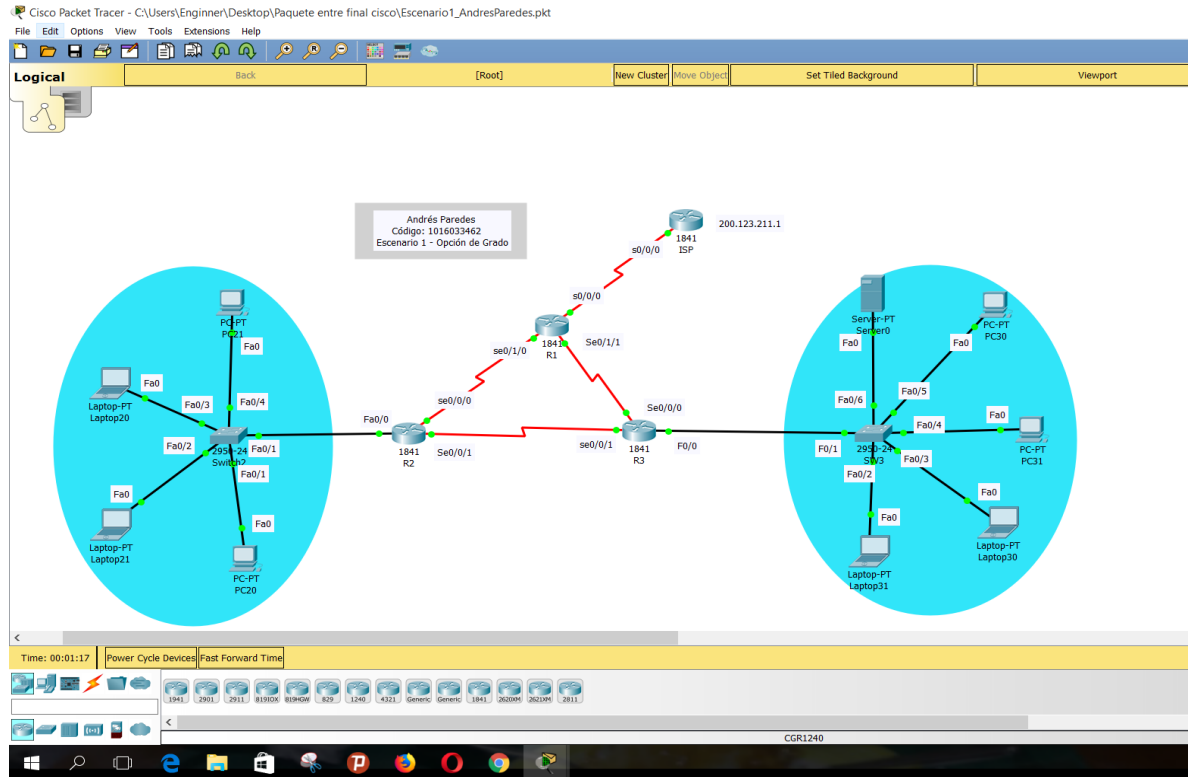 Cisco Packet Tracer - C:\Users\Enginner\Desktop\Paquete entre final cisco\Escenario1_AndresParedes.pkt
File Edit Options View Tools Extensions Help
Logical Back [Root] New Cluster Move Object Set Tiled Background Viewport
Andrés Paredes
Código: 1016033462
Escenario 1 - Opción de Grado
200.123.211.1
1841
ISP
s0/0/0
s0/0/0
1841
R1
se0/1/0
Se0/1/1
se0/0/0
Se0/0/0
Fa0/0
1841
R2
Se0/0/1
se0/0/1
1841
R3
F0/0
PC-PT
PC21
Fa0
Laptop-PT
Laptop20
Fa0
Fa0/3
Fa0/4
Fa0/2
2950-24
Switch2
Fa0/1
Fa0/1
Fa0
Laptop-PT
Laptop21
Fa0
PC-PT
PC20
Server-PT
Server0
Fa0
PC-PT
PC30
Fa0
Fa0/5
Fa0/6
Fa0/4
Fa0
F0/1
2950-24
SW3
Fa0/3
PC-PT
PC31
Fa0/2
Fa0
Fa0
Laptop-PT
Laptop30
Laptop-PT
Laptop31
Time: 00:01:17 Power Cycle Devices Fast Forward Time
1941 2901 2911 819IOX 819HGW 829 1240 4321 Generic Generic 1841 2620XM 2621XM 2811
CGR1240